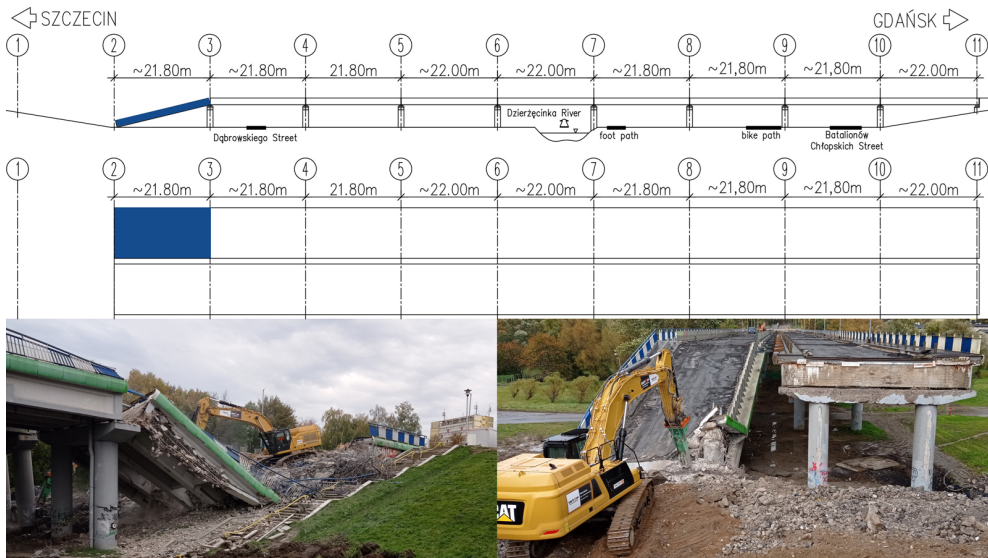 SZCZECIN GDAŃSK
1 2 3 4 5 6 7 8 9 10 11
~21.80m ~21.80m 21.80m ~22.00m ~22.00m ~21.80m ~21,80m ~21,80m ~22.00m
Dzierżęcinka River
Dąbrowskiego Street foot path bike path Batalionów
Chłopskich Street
1 2 3 4 5 6 7 8 9 10 11
~21.80m ~21.80m 21.80m ~22.00m ~22.00m ~21.80m ~21,80m ~21,80m ~22.00m
CAT